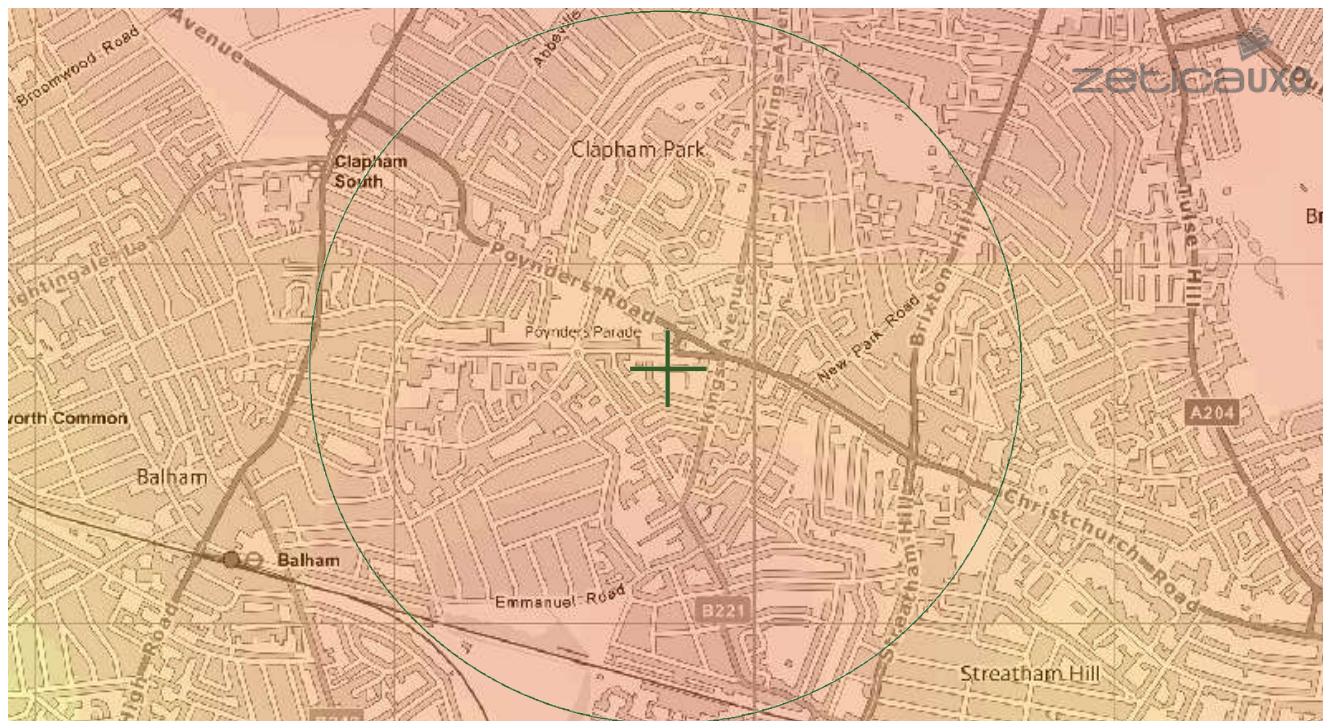 Avenue
Broomwood Road
Abbeville
Kings Aven
zeticauxo
Clapham Park
Clapham
South
Tulse Hill
Br
Nightingale La
Poynders Road
Brixton Hill
Poynders Parade
Kings Avenue
New Park Road
worth Common
A204
Balham
Christchurch Road
Balham
Emmanuel Road
B221
Streatham Hill
High Road
Streatham Hill